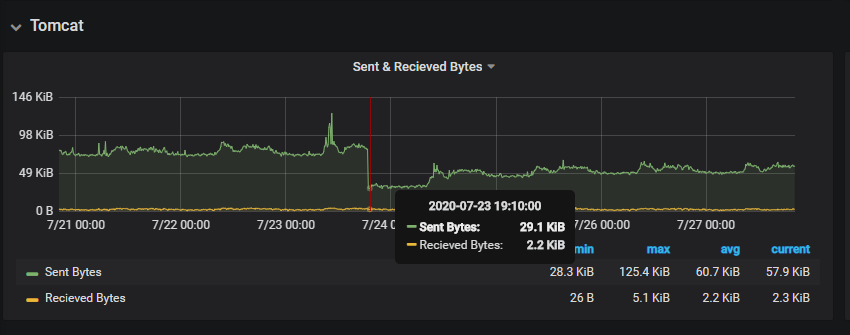 Tomcat
Sent & Recieved Bytes
146 KiB
98 KiB
49 KiB
0 B
7/21 00:00 7/22 00:00 7/23 00:00 7/24 7/26 00:00 7/27 00:00
2020-07-23 19:10:00
Sent Bytes: 29.1 KiB
Recieved Bytes: 2.2 KiB
min max avg current
Sent Bytes 28.3 KiB 125.4 KiB 60.7 KiB 57.9 KiB
Recieved Bytes 26 B 5.1 KiB 2.2 KiB 2.3 KiB